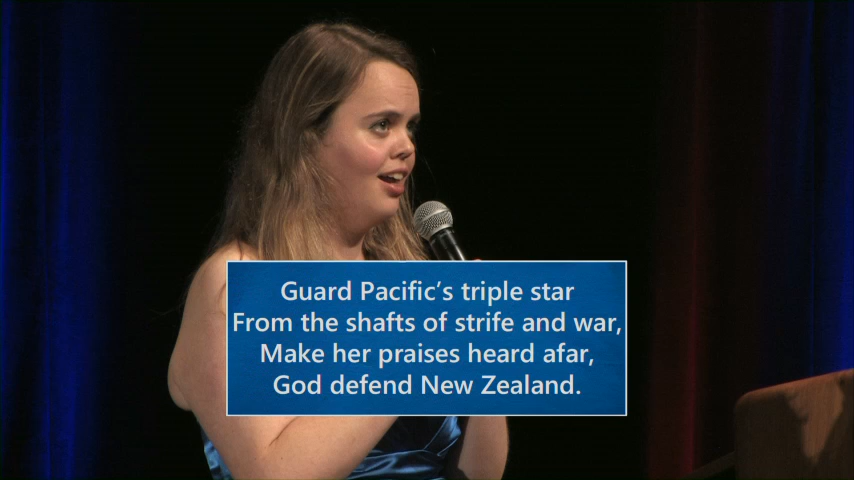 Guard Pacific's triple star
From the shafts of strife and war,
Make her praises heard afar,
God defend New Zealand.